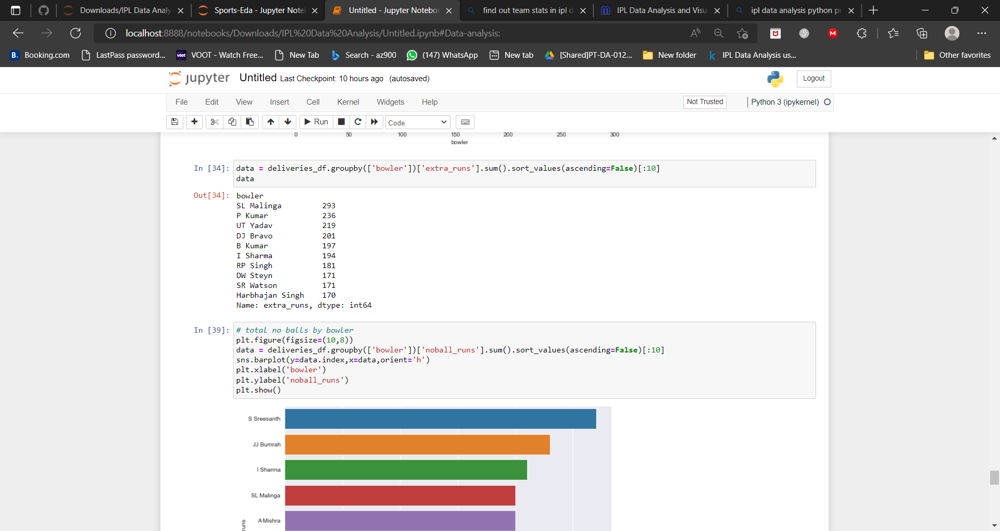 Downloads/IPL Data Analy
Sports-Eda - Jupyter Note
Untitled - Jupyter Notebo
find out team stats in ipl d
IPL Data Analysis and Visu
ipl data analysis python pr
localhost:8888/notebooks/Downloads/IPL%20Data%20Analysis/Untitled.ipynb#Data-analysis:
B. Booking.com
LastPass password...
voot VOOT - Watch Free...
New Tab
Search - az900
(147) WhatsApp
New tab
[Shared]PT-DA-012...
New folder
k IPL Data Analysis us...
Other favorites
jupyter Untitled Last Checkpoint: 10 hours ago (autosaved)
Logout
File Edit View Insert Cell Kernel Widgets Help
Not Trusted
Python 3 (ipykernel)
Run
Code
0 50 100 150 200 250 300
bowler
In [34]: data = deliveries_df.groupby(['bowler'])['extra_runs'].sum().sort_values(ascending=False)[:10]
data
Out[34]: bowler
SL Malinga 293
P Kumar 236
UT Yadav 219
DJ Bravo 201
B Kumar 197
I Sharma 194
RP Singh 181
DW Steyn 171
SR Watson 171
Harbhajan Singh 170
Name: extra_runs, dtype: int64
In [39]: # total no balls by bowler
plt.figure(figsize=(10,8))
data = deliveries_df.groupby(['bowler'])['noball_runs'].sum().sort_values(ascending=False)[:10]
sns.barplot(y=data.index,x=data,orient='h')
plt.xlabel('bowler')
plt.ylabel('noball_runs')
plt.show()
S Sreesanth
JJ Bumrah
I Sharma
SL Malinga
A Mishra
runs